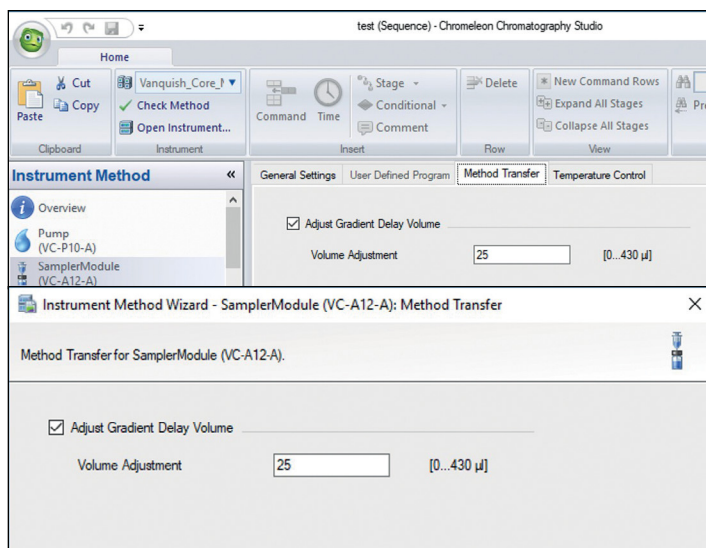 test (Sequence) - Chromeleon Chromatography Studio
Home
Paste
Cut
Copy
Clipboard
Check Method
Open Instrument...
Instrument
Command
Time
Stage
Conditional
Comment
Insert
Delete
Row
New Command Rows
Expand All Stages
Collapse All Stages
View
Instrument Method «
General Settings User Defined Program Method Transfer Temperature Control
Overview
Pump
(VC-P10-A)
SamplerModule
(VC-A12-A)
Adjust Gradient Delay Volume
Volume Adjustment 25 [0...430 µl]
Instrument Method Wizard - SamplerModule (VC-A12-A): Method Transfer
Method Transfer for SamplerModule (VC-A12-A).
Adjust Gradient Delay Volume
Volume Adjustment 25 [0...430 µl]